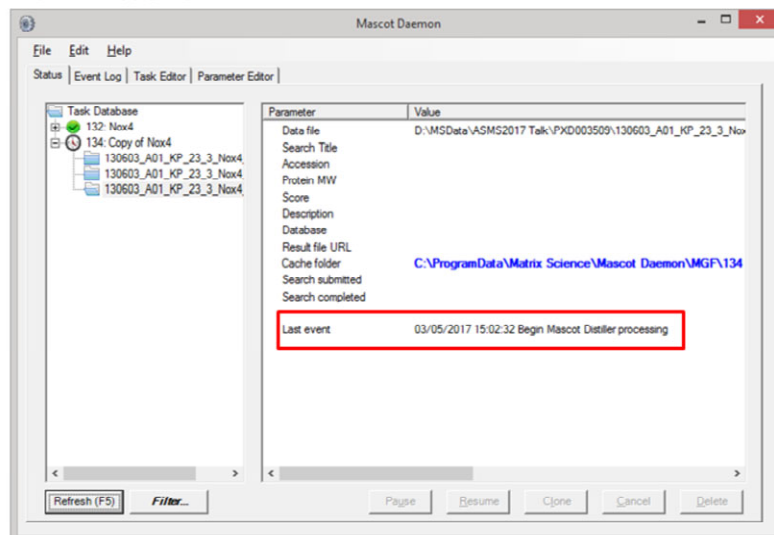 Mascot Daemon
File Edit Help
Status Event Log Task Editor Parameter Editor
Task Database
132: Nox4
134: Copy of Nox4
130603_A01_KP_23_3_Nox4_
130603_A01_KP_23_3_Nox4_
130603_A01_KP_23_3_Nox4_
Parameter Value
Data file D:\MSData\ASMS2017 Talk\PXD003509\130603_A01_KP_23_3_Nox
Search Title
Accession
Protein MW
Score
Description
Database
Result file URL
Cache folder C:\ProgramData\Matrix Science\Mascot Daemon\MGF\134
Search submitted
Search completed
Last event 03/05/2017 15:02:32 Begin Mascot Distiller processing
Refresh (F5) Filter... Pause Resume Clone Cancel Delete